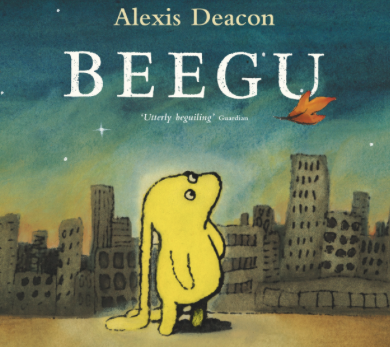 Alexis Deacon
BEEGU
'Utterly beguiling' Guardian